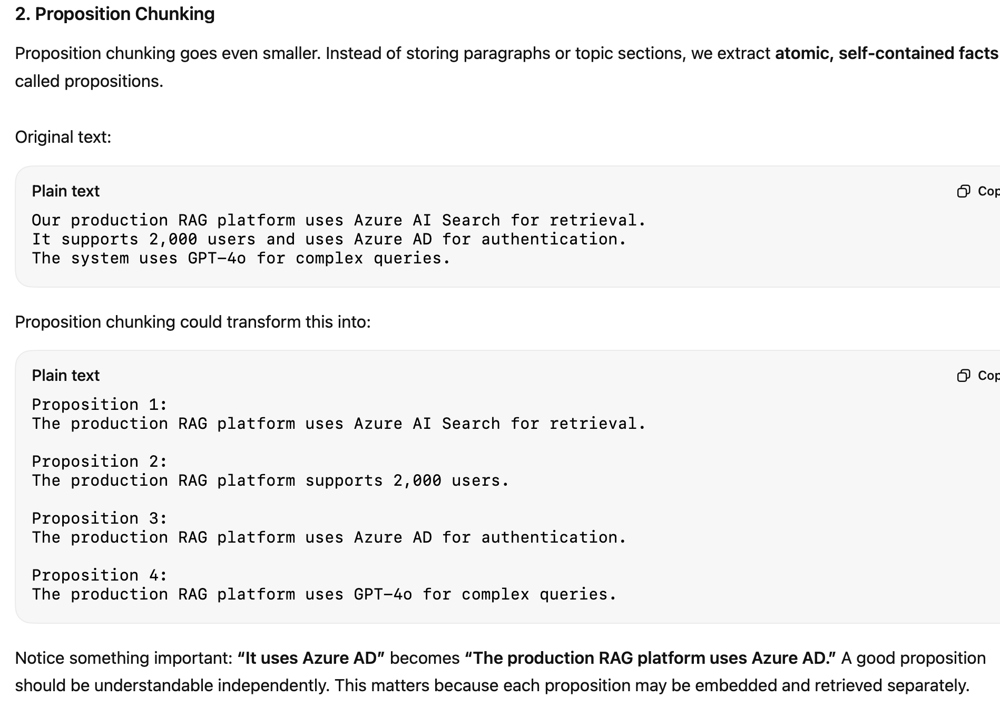 2. Proposition Chunking
Proposition chunking goes even smaller. Instead of storing paragraphs or topic sections, we extract atomic, self-contained facts
called propositions.
Original text:
Plain text
Our production RAG platform uses Azure AI Search for retrieval.
It supports 2,000 users and uses Azure AD for authentication.
The system uses GPT-4o for complex queries.
Proposition chunking could transform this into:
Plain text
Proposition 1:
The production RAG platform uses Azure AI Search for retrieval.
Proposition 2:
The production RAG platform supports 2,000 users.
Proposition 3:
The production RAG platform uses Azure AD for authentication.
Proposition 4:
The production RAG platform uses GPT-4o for complex queries.
Notice something important: “It uses Azure AD” becomes “The production RAG platform uses Azure AD.” A good proposition
should be understandable independently. This matters because each proposition may be embedded and retrieved separately.